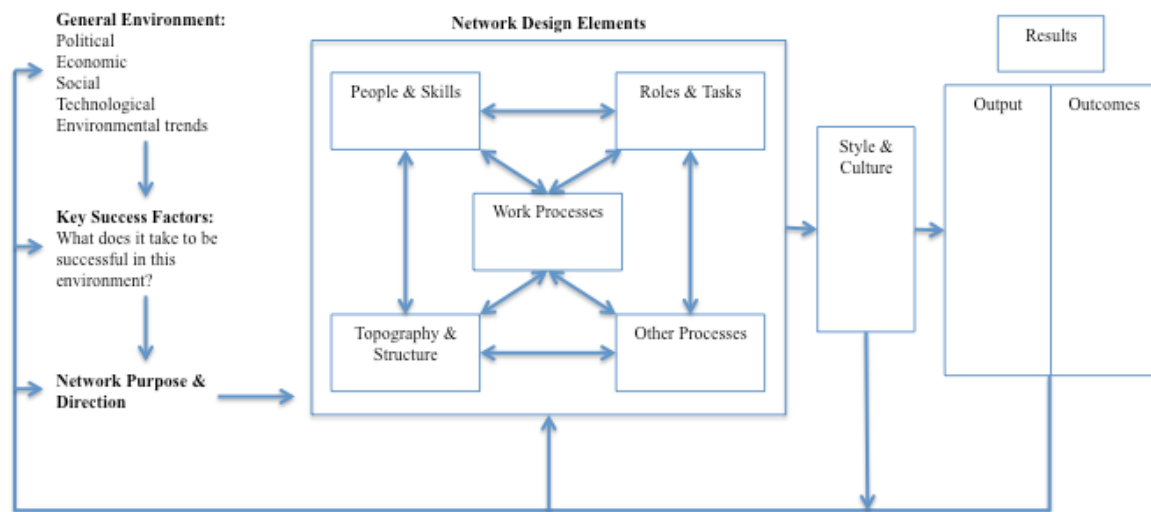 General Environment:
Political
Economic
Social
Technological
Environmental trends
Key Success Factors:
What does it take to be
successful in this
environment?
Network Purpose &
Direction
Network Design Elements
People & Skills
Roles & Tasks
Work Processes
Topography &
Structure
Other Processes
Style &
Culture
Results
Output
Outcomes